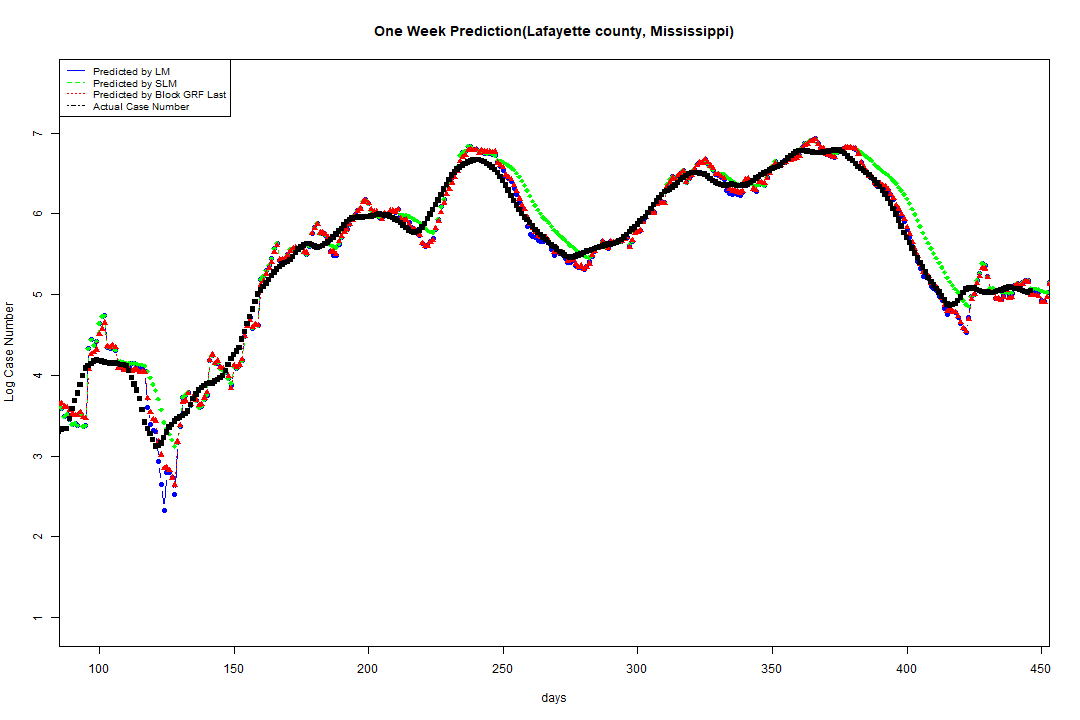 One Week Prediction(Lafayette county, Mississippi)
Predicted by LM
Predicted by SLM
Predicted by Block GRF Last
Actual Case Number
Log Case Number
7
6
5
4
3
2
1
100 150 200 250 300 350 400 450
days